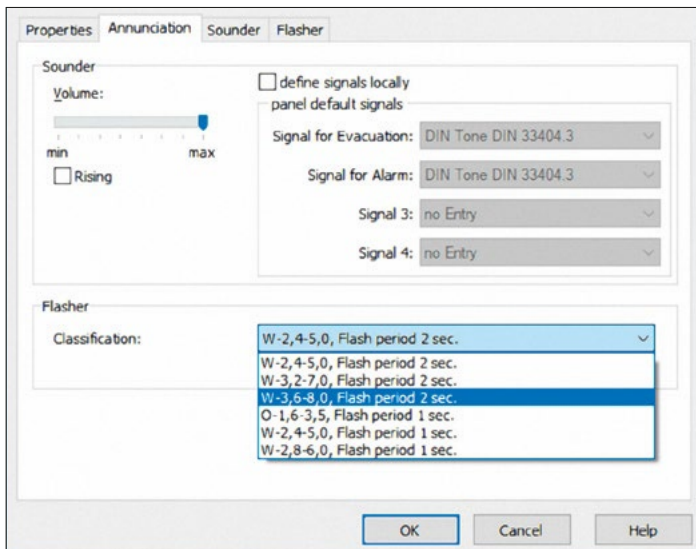 Properties Annunciation Sounder Flasher
Sounder
Volume:
min max
Rising
define signals locally
panel default signals
Signal for Evacuation: DIN Tone DIN 33404.3
Signal for Alarm: DIN Tone DIN 33404.3
Signal 3: no Entry
Signal 4: no Entry
Flasher
Classification: W-2,4-5,0, Flash period 2 sec.
W-2,4-5,0, Flash period 2 sec.
W-3,2-7,0, Flash period 2 sec.
W-3,6-8,0, Flash period 2 sec.
O-1,6-3,5, Flash period 1 sec.
W-2,4-5,0, Flash period 1 sec.
W-2,8-6,0, Flash period 1 sec.
OK Cancel Help